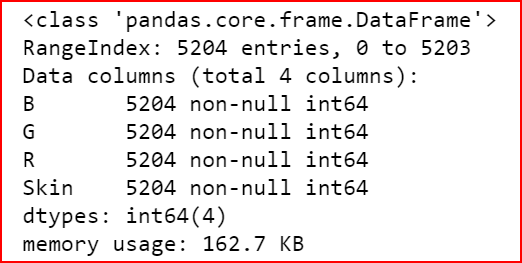 <class 'pandas.core.frame.DataFrame'>
RangeIndex: 5204 entries, 0 to 5203
Data columns (total 4 columns):
B       5204 non-null int64
G       5204 non-null int64
R       5204 non-null int64
Skin    5204 non-null int64
dtypes: int64(4)
memory usage: 162.7 KB